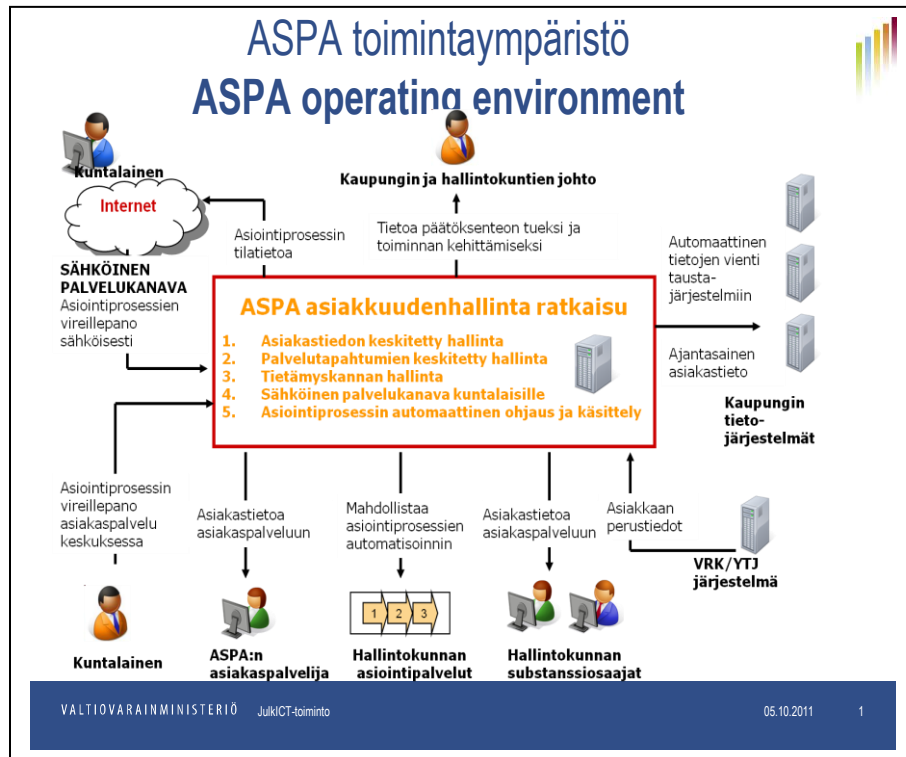 ASPA toimintaympäristö
ASPA operating environment
Kuntalainen
Internet
Kaupungin ja hallintokuntien johto
Asiointiprosessin
tilatietoa
Tietoa päätöksenteon tueksi ja
toiminnan kehittämiseksi
SÄHKÖINEN
PALVELUKANAVA
Asiointiprosessien
vireillepano
sähköisesti
Automaattinen
tietojen vienti
tausta-
järjestelmiin
ASPA asiakkuudenhallinta ratkaisu
1. Asiakastiedon keskitetty hallinta
2. Palvelutapahtumien keskitetty hallinta
3. Tietämyskannan hallinta
4. Sähköinen palvelukanava kuntalaisille
5. Asiointiprosessin automaattinen ohjaus ja käsittely
Ajantasainen
asiakastieto
Kaupungin
tieto-
järjestelmät
Asiointiprosessin
vireillepano
asiakaspalvelu
keskuksessa
Asiakastietoa
asiakaspalveluun
Mahdollistaa
asiointiprosessien
automatisoinnin
Asiakastietoa
asiakaspalveluun
Asiakkaan
perustiedot
VRK/YTJ
järjestelmä
1 2 3
Kuntalainen
ASPA:n
asiakaspalvelija
Hallintokunnan
asiointipalvelut
Hallintokunnan
substanssiosaajat
VALTIOVARAINMINISTERIÖ JulkICT-toiminto 05.10.2011 1